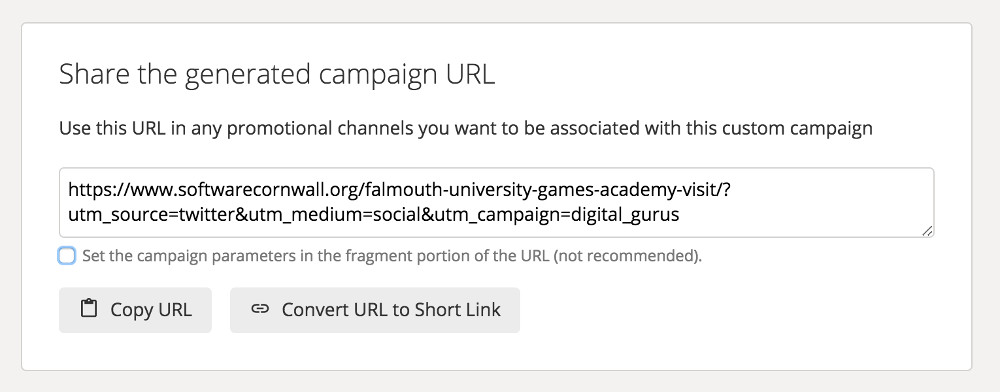 Share the generated campaign URL
Use this URL in any promotional channels you want to be associated with this custom campaign
https://www.softwarecornwall.org/falmouth-university-games-academy-visit/?
utm_source=twitter&utm_medium=social&utm_campaign=digital_gurus
Set the campaign parameters in the fragment portion of the URL (not recommended).
Copy URL
Convert URL to Short Link